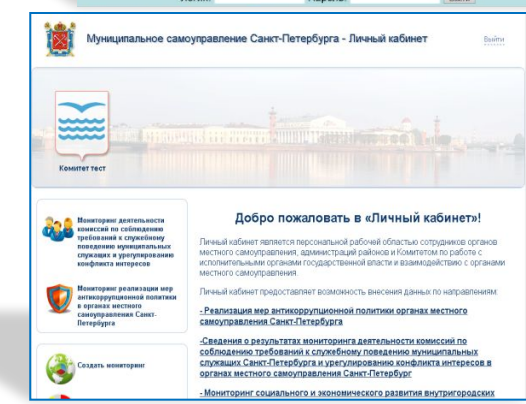 Муниципальное самоуправление Санкт-Петербурга - Личный кабинет
Выйти
Комитет тест
Мониторинг деятельности
комиссий по соблюдению
требований к служебному
поведению муниципальных
служащих и урегулированию
конфликта интересов
Мониторинг реализации мер
антикоррупционной политики
в органах местного
самоуправления Санкт-
Петербурга
Создать мониторинг
Добро пожаловать в «Личный кабинет»!
Личный кабинет является персональной рабочей областью сотрудников органов
местного самоуправления, администраций районов и Комитетом по работе с
исполнительными органами государственной власти и взаимодействию с органами
местного самоуправления.
Личный кабинет предоставляет возможность внесения данных по направлениям:
- Реализация мер антикоррупционной политики органах местного
самоуправления Санкт-Петербурга
-Сведения о результатах мониторинга деятельности комиссий по
соблюдению требований к служебному поведению муниципальных
служащих Санкт-Петербурга и урегулированию конфликта интересов в
органах местного самоуправления Санкт-Петербург
- Мониторинг социального и экономического развития внутригородских